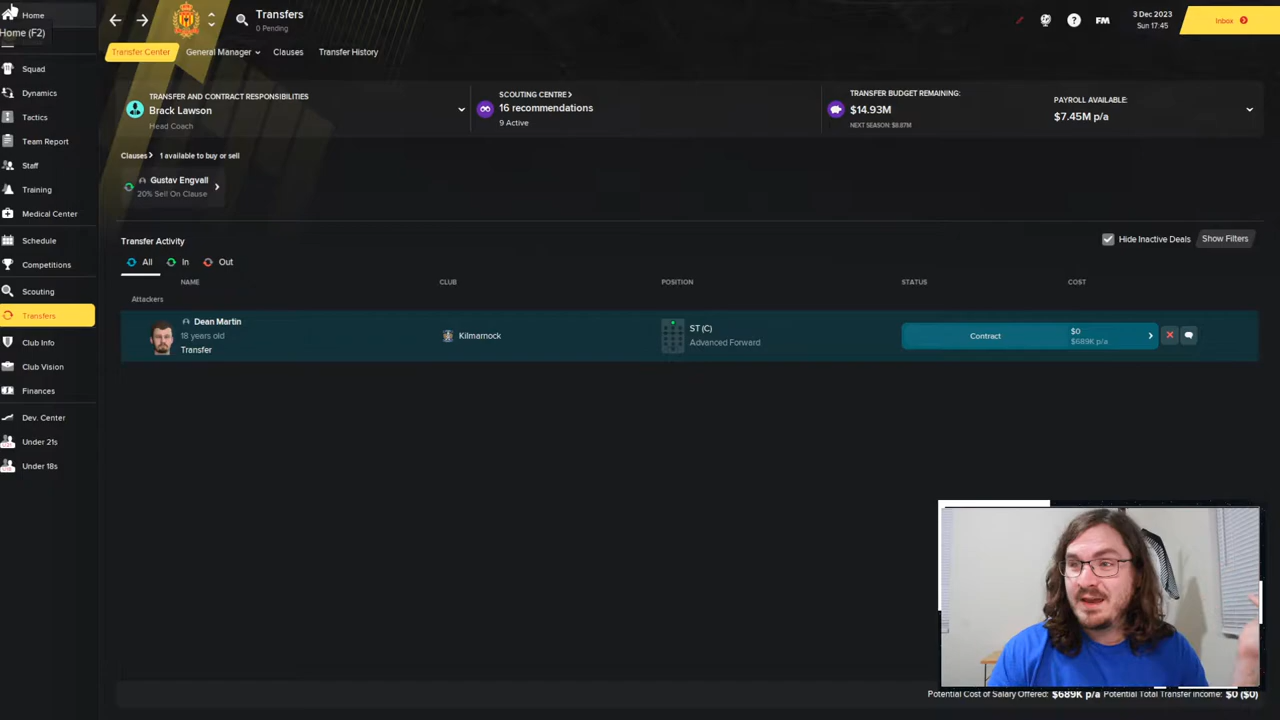 Home
Home (F2)
Squad
Dynamics
Tactics
Team Report
Staff
Training
Medical Center
Schedule
Competitions
Scouting
Transfers
Club Info
Club Vision
Finances
Dev. Center
Under 21s
Under 18s
Transfers
0 Pending
FM
3 Dec 2023
Sun 17:45
Inbox
Transfer Center
General Manager
Clauses
Transfer History
TRANSFER AND CONTRACT RESPONSIBILITIES
Brack Lawson
Head Coach
SCOUTING CENTRE>
16 recommendations
9 Active
TRANSFER BUDGET REMAINING:
$14.93M
NEXT SEASON: $8.87M
PAYROLL AVAILABLE:
$7.45M p/a
Clauses> 1 available to buy or sell
Gustav Engvall
20% Sell On Clause
Transfer Activity
Hide Inactive Deals
Show Filters
All In Out
NAME CLUB POSITION STATUS COST
Attackers
Dean Martin
18 years old
Transfer
Kilmarnock
ST (C)
Advanced Forward
Contract
$0
$689K p/a
Potential Cost of Salary Offered: $689K p/a Potential Total Transfer Income: $0 ($0)